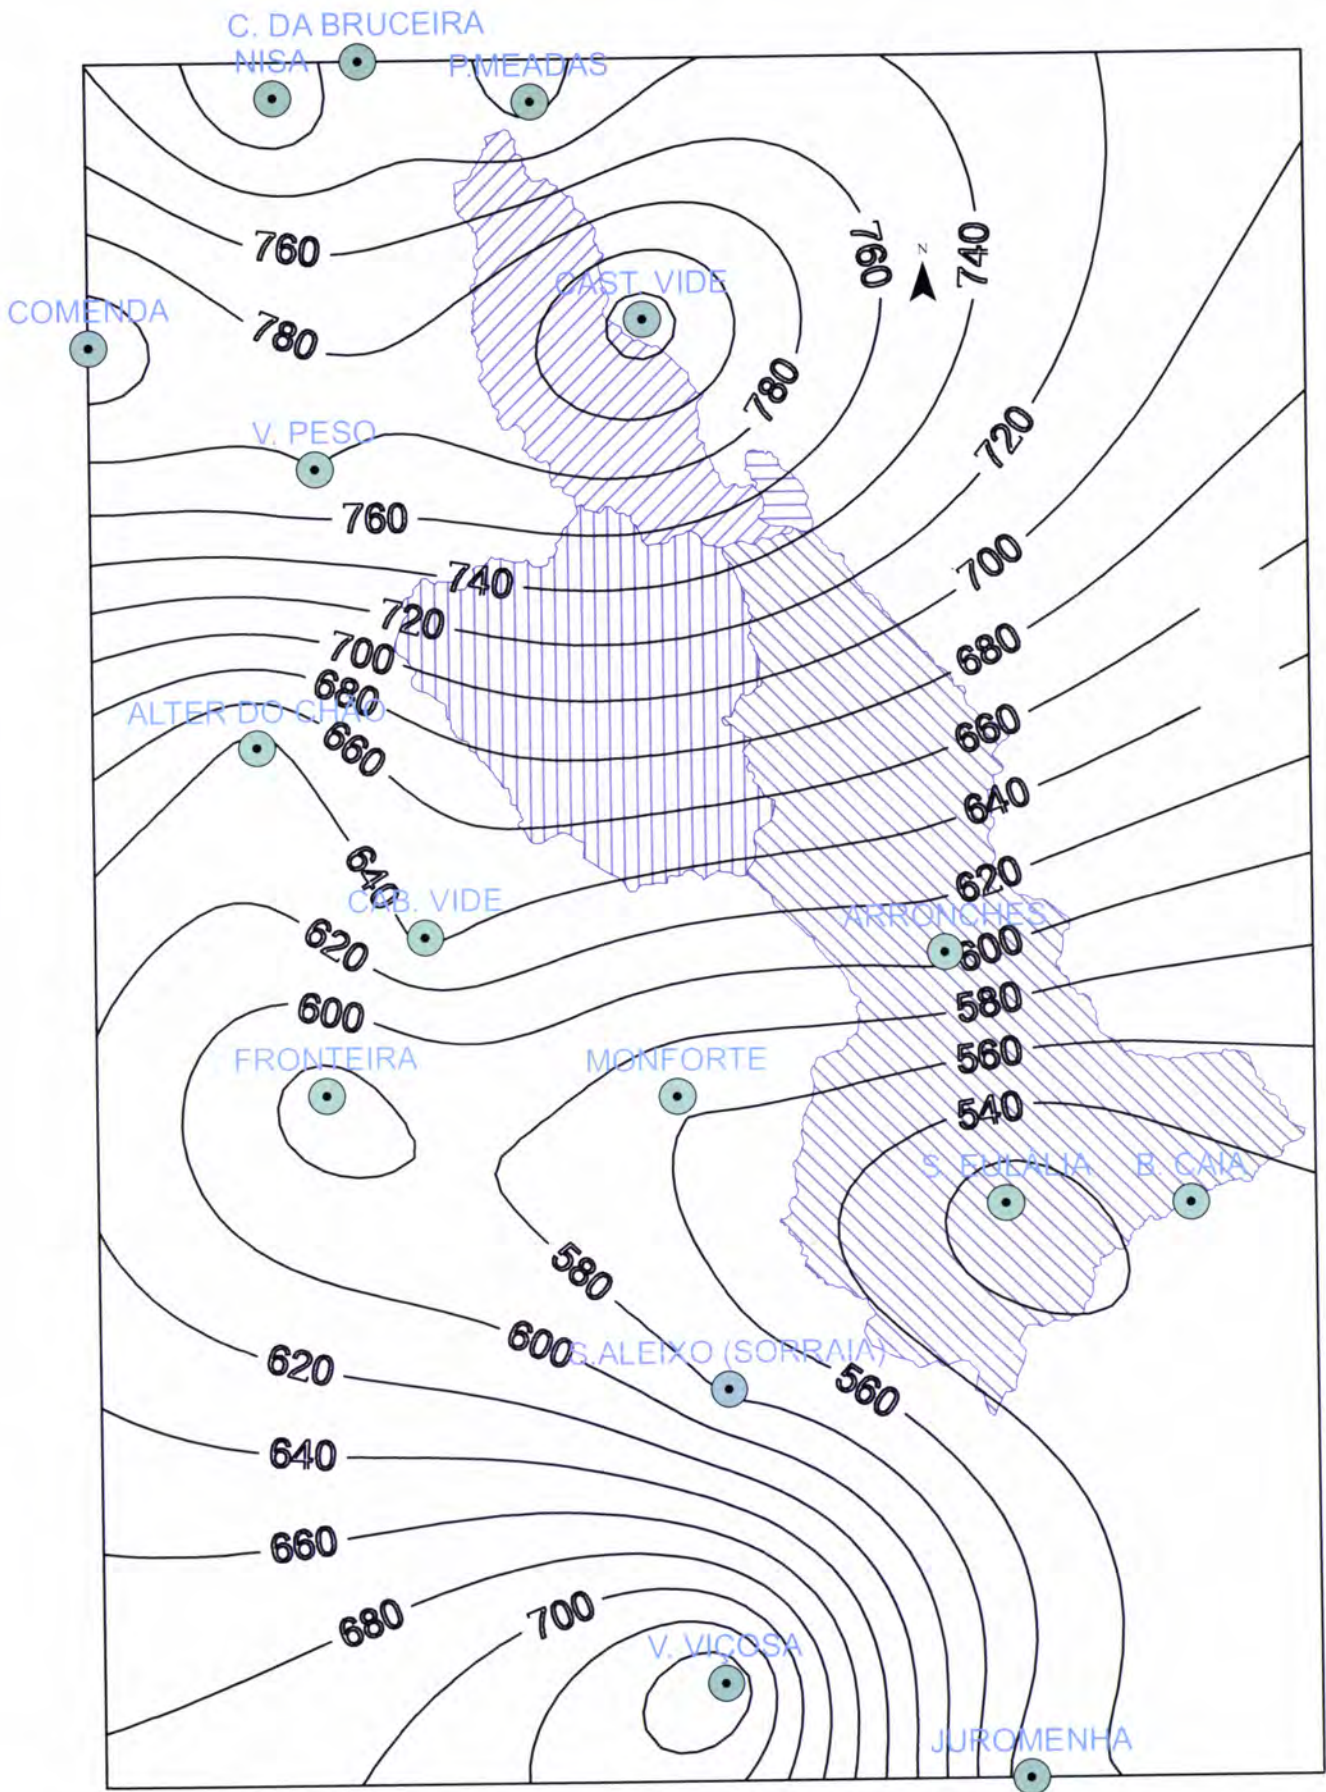 C. DA BRUCEIRA
NISA
P.MEADAS
760
760
740
N
CAST. VIDE
COMENDA
780
780
V. PESO
720
760
740
700
720
700
680
680
ALTER DO CHÃO
660
660
640
640
620
CAB. VIDE
ARRONCHES
620
600
600
580
FRONTEIRA
MONFORTE
560
540
S. EULÁLIA
B. CAIA
580
600
S.ALEIXO (SORRAIA)
620
560
640
660
680
700
V. VIÇOSA
JUROMENHA